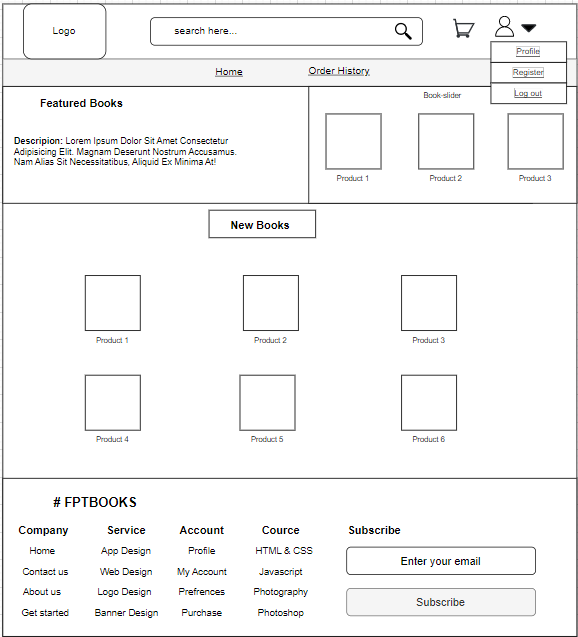 Logo
search here...
Profile
Register
Log out
Home
Order History
Featured Books
Descripion: Lorem Ipsum Dolor Sit Amet Consectetur
Adipisicing Elit. Magnam Deserunt Nostrum Accusamus.
Nam Alias Sit Necessitatibus, Aliquid Ex Minima At!
Book-slider
Product 1
Product 2
Product 3
New Books
Product 1
Product 2
Product 3
Product 4
Product 5
Product 6
# FPTBOOKS
Company
Home
Contact us
About us
Get started
Service
App Design
Web Design
Logo Design
Banner Design
Account
Profile
My Account
Prefrences
Purchase
Cource
HTML & CSS
Javascript
Photography
Photoshop
Subscribe
Enter your email
Subscribe